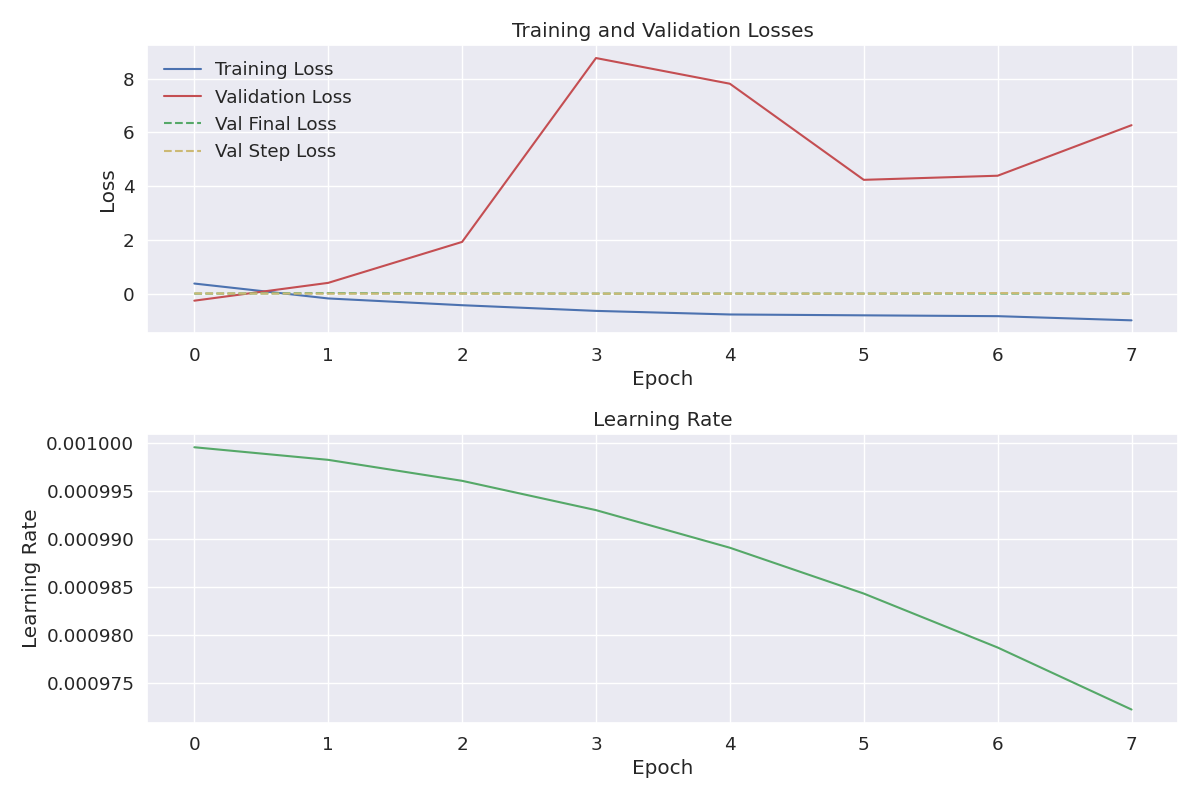 Training and Validation Losses
Training Loss
Validation Loss
Val Final Loss
Val Step Loss
Loss
8
6
4
2
0
0 1 2 3 4 5 6 7
Epoch
Learning Rate
Learning Rate
0.001000
0.000995
0.000990
0.000985
0.000980
0.000975
0 1 2 3 4 5 6 7
Epoch